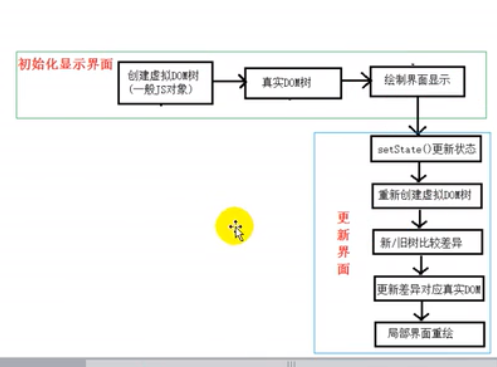 初始化显示界面
创建虚拟DOM树
(一般JS对象)
真实DOM树
绘制界面显示
setState()更新状态
重新创建虚拟DOM树
更新界面
新/旧树比较差异
更新差异对应真实DOM
局部界面重绘